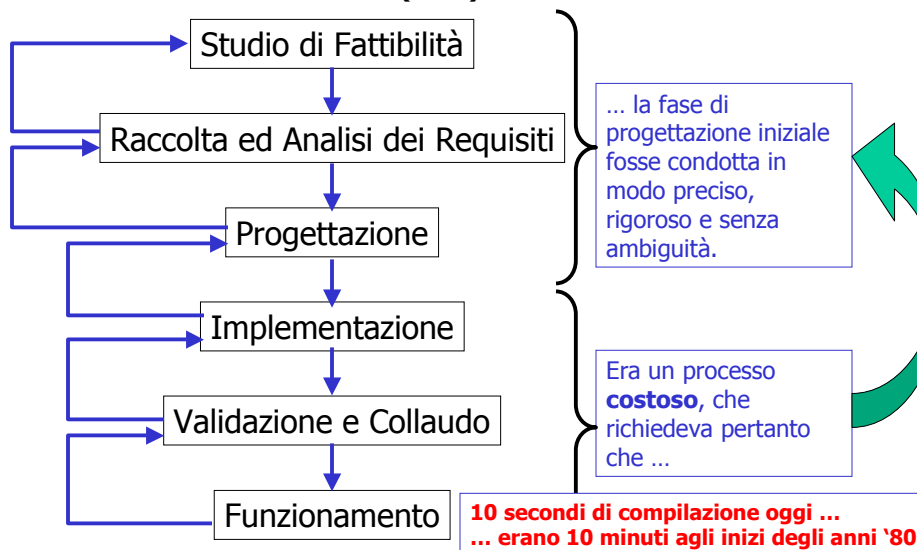 Studio di Fattibilità
Raccolta ed Analisi dei Requisiti
Progettazione
Implementazione
Validazione e Collaudo
Funzionamento
… la fase di
progettazione iniziale
fosse condotta in
modo preciso,
rigoroso e senza
ambiguità.
Era un processo
costoso, che
richiedeva pertanto
che …
10 secondi di compilazione oggi …
… erano 10 minuti agli inizi degli anni ‘80